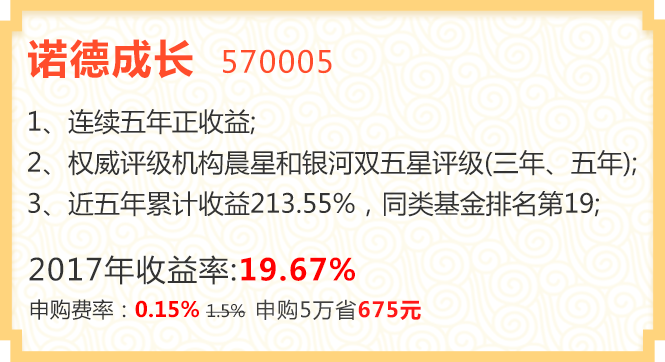 诺德成长 570005
1、连续五年正收益;
2、权威评级机构晨星和银河双五星评级(三年、五年);
3、近五年累计收益213.55%，同类基金排名第19;
2017年收益率:19.67%
申购费率：0.15% 1.5% 申购5万省675元